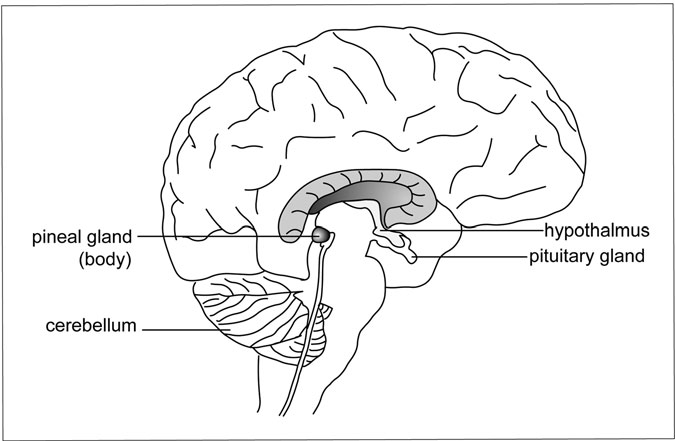 pineal gland
(body)
cerebellum
hypothalmus
pituitary gland